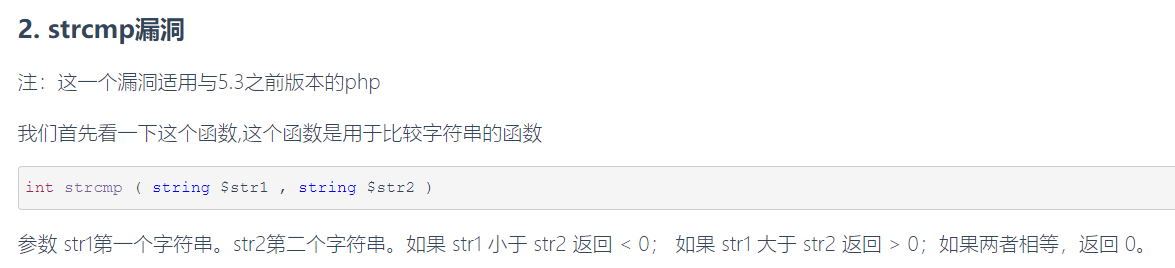 2. strcmp漏洞
注：这一个漏洞适用与5.3之前版本的php
我们首先看一下这个函数,这个函数是用于比较字符串的函数
int strcmp ( string $str1 , string $str2 )
参数 str1第一个字符串。str2第二个字符串。如果 str1 小于 str2 返回 < 0； 如果 str1 大于 str2 返回 > 0；如果两者相等，返回 0。